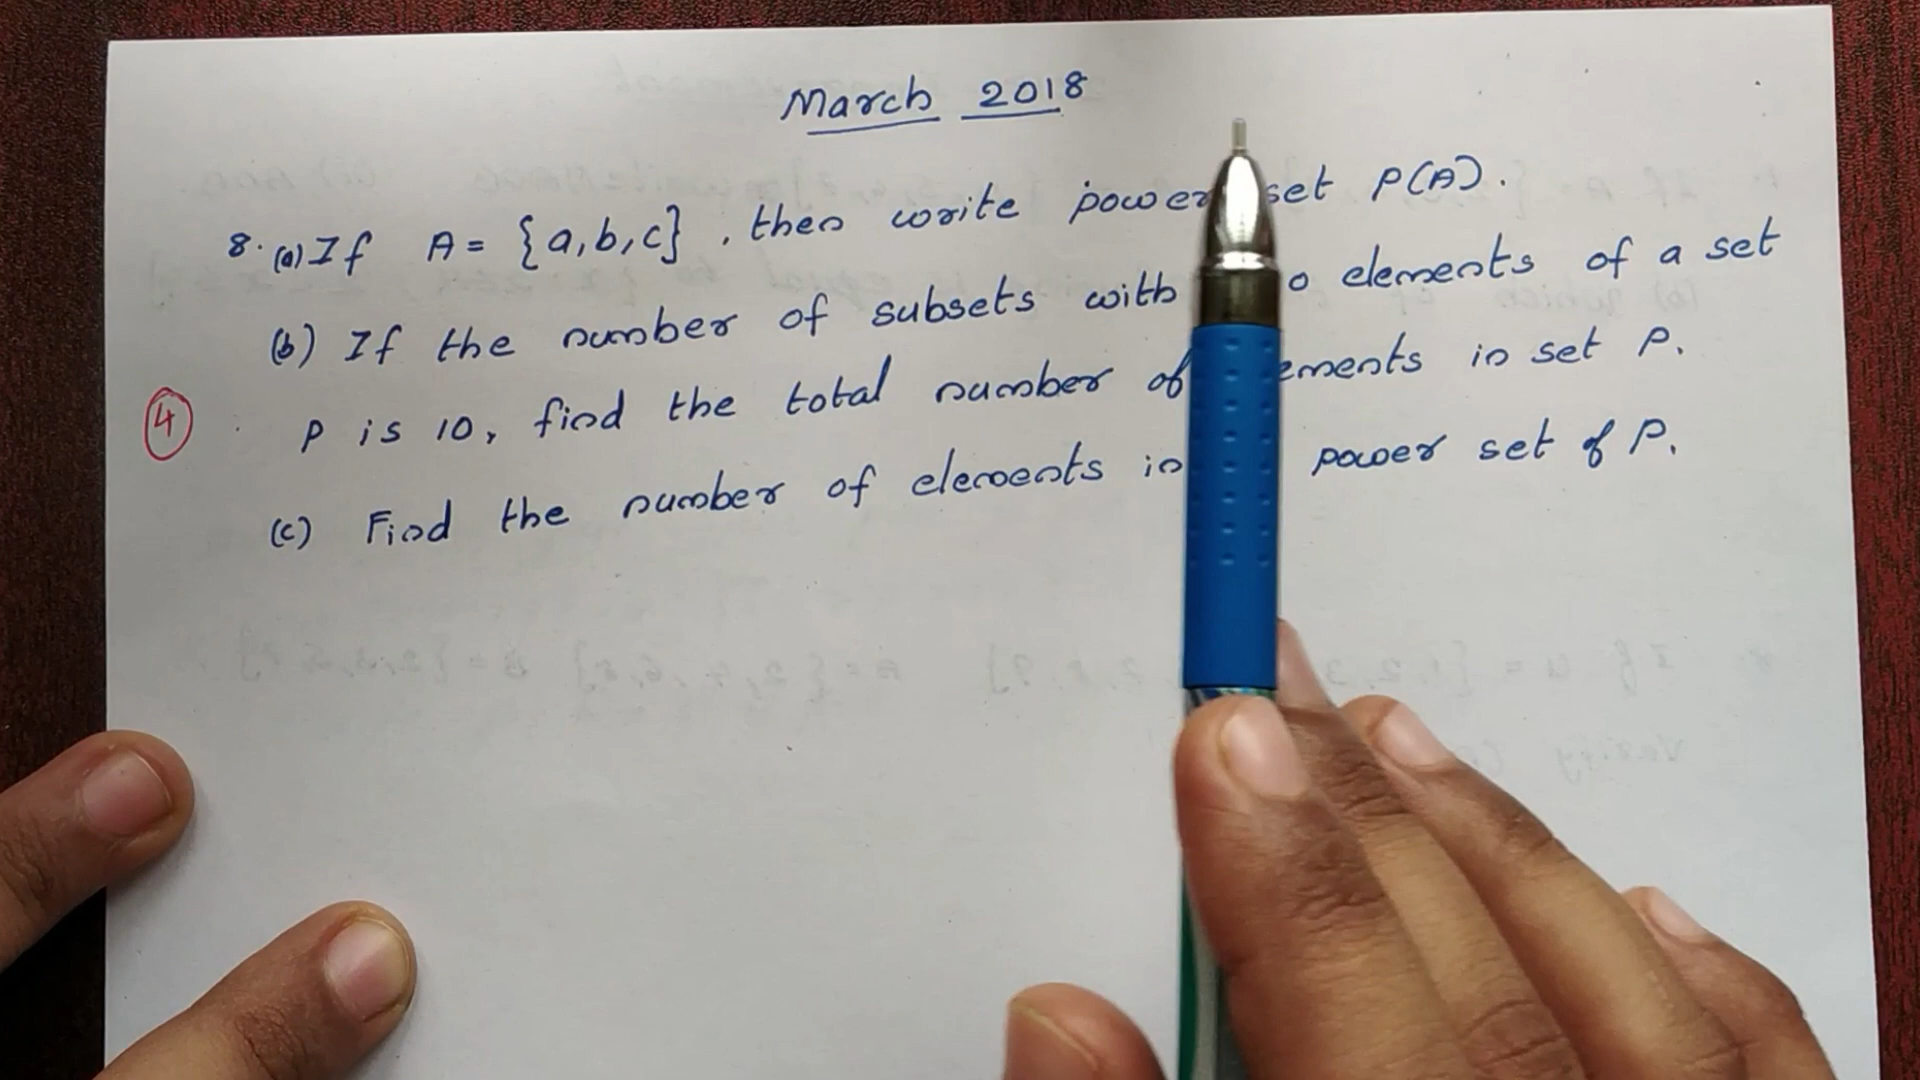 March 2018
8. (a) If A = {a, b, c}, then write power set P(A).
(b) If the number of subsets with elements of a set
④ P is 10, find the total number of in set P.
(c) Find the number of elements in power set of P.